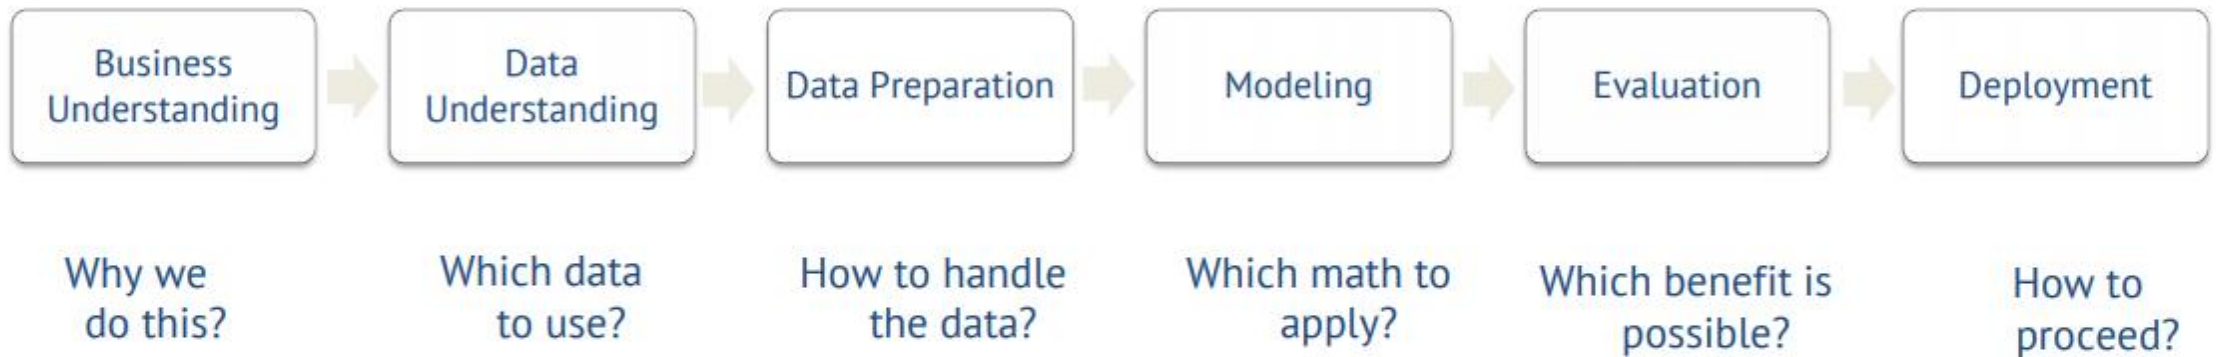 Business
Understanding
Data
Understanding
Data Preparation
Modeling
Evaluation
Deployment
Why we
do this?
Which data
to use?
How to handle
the data?
Which math to
apply?
Which benefit is
possible?
How to
proceed?